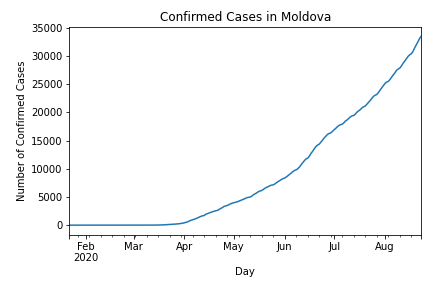 Confirmed Cases in Moldova
Number of Confirmed Cases
35000
30000
25000
20000
15000
10000
5000
0
Feb
2020
Mar
Apr
May
Jun
Jul
Aug
Day